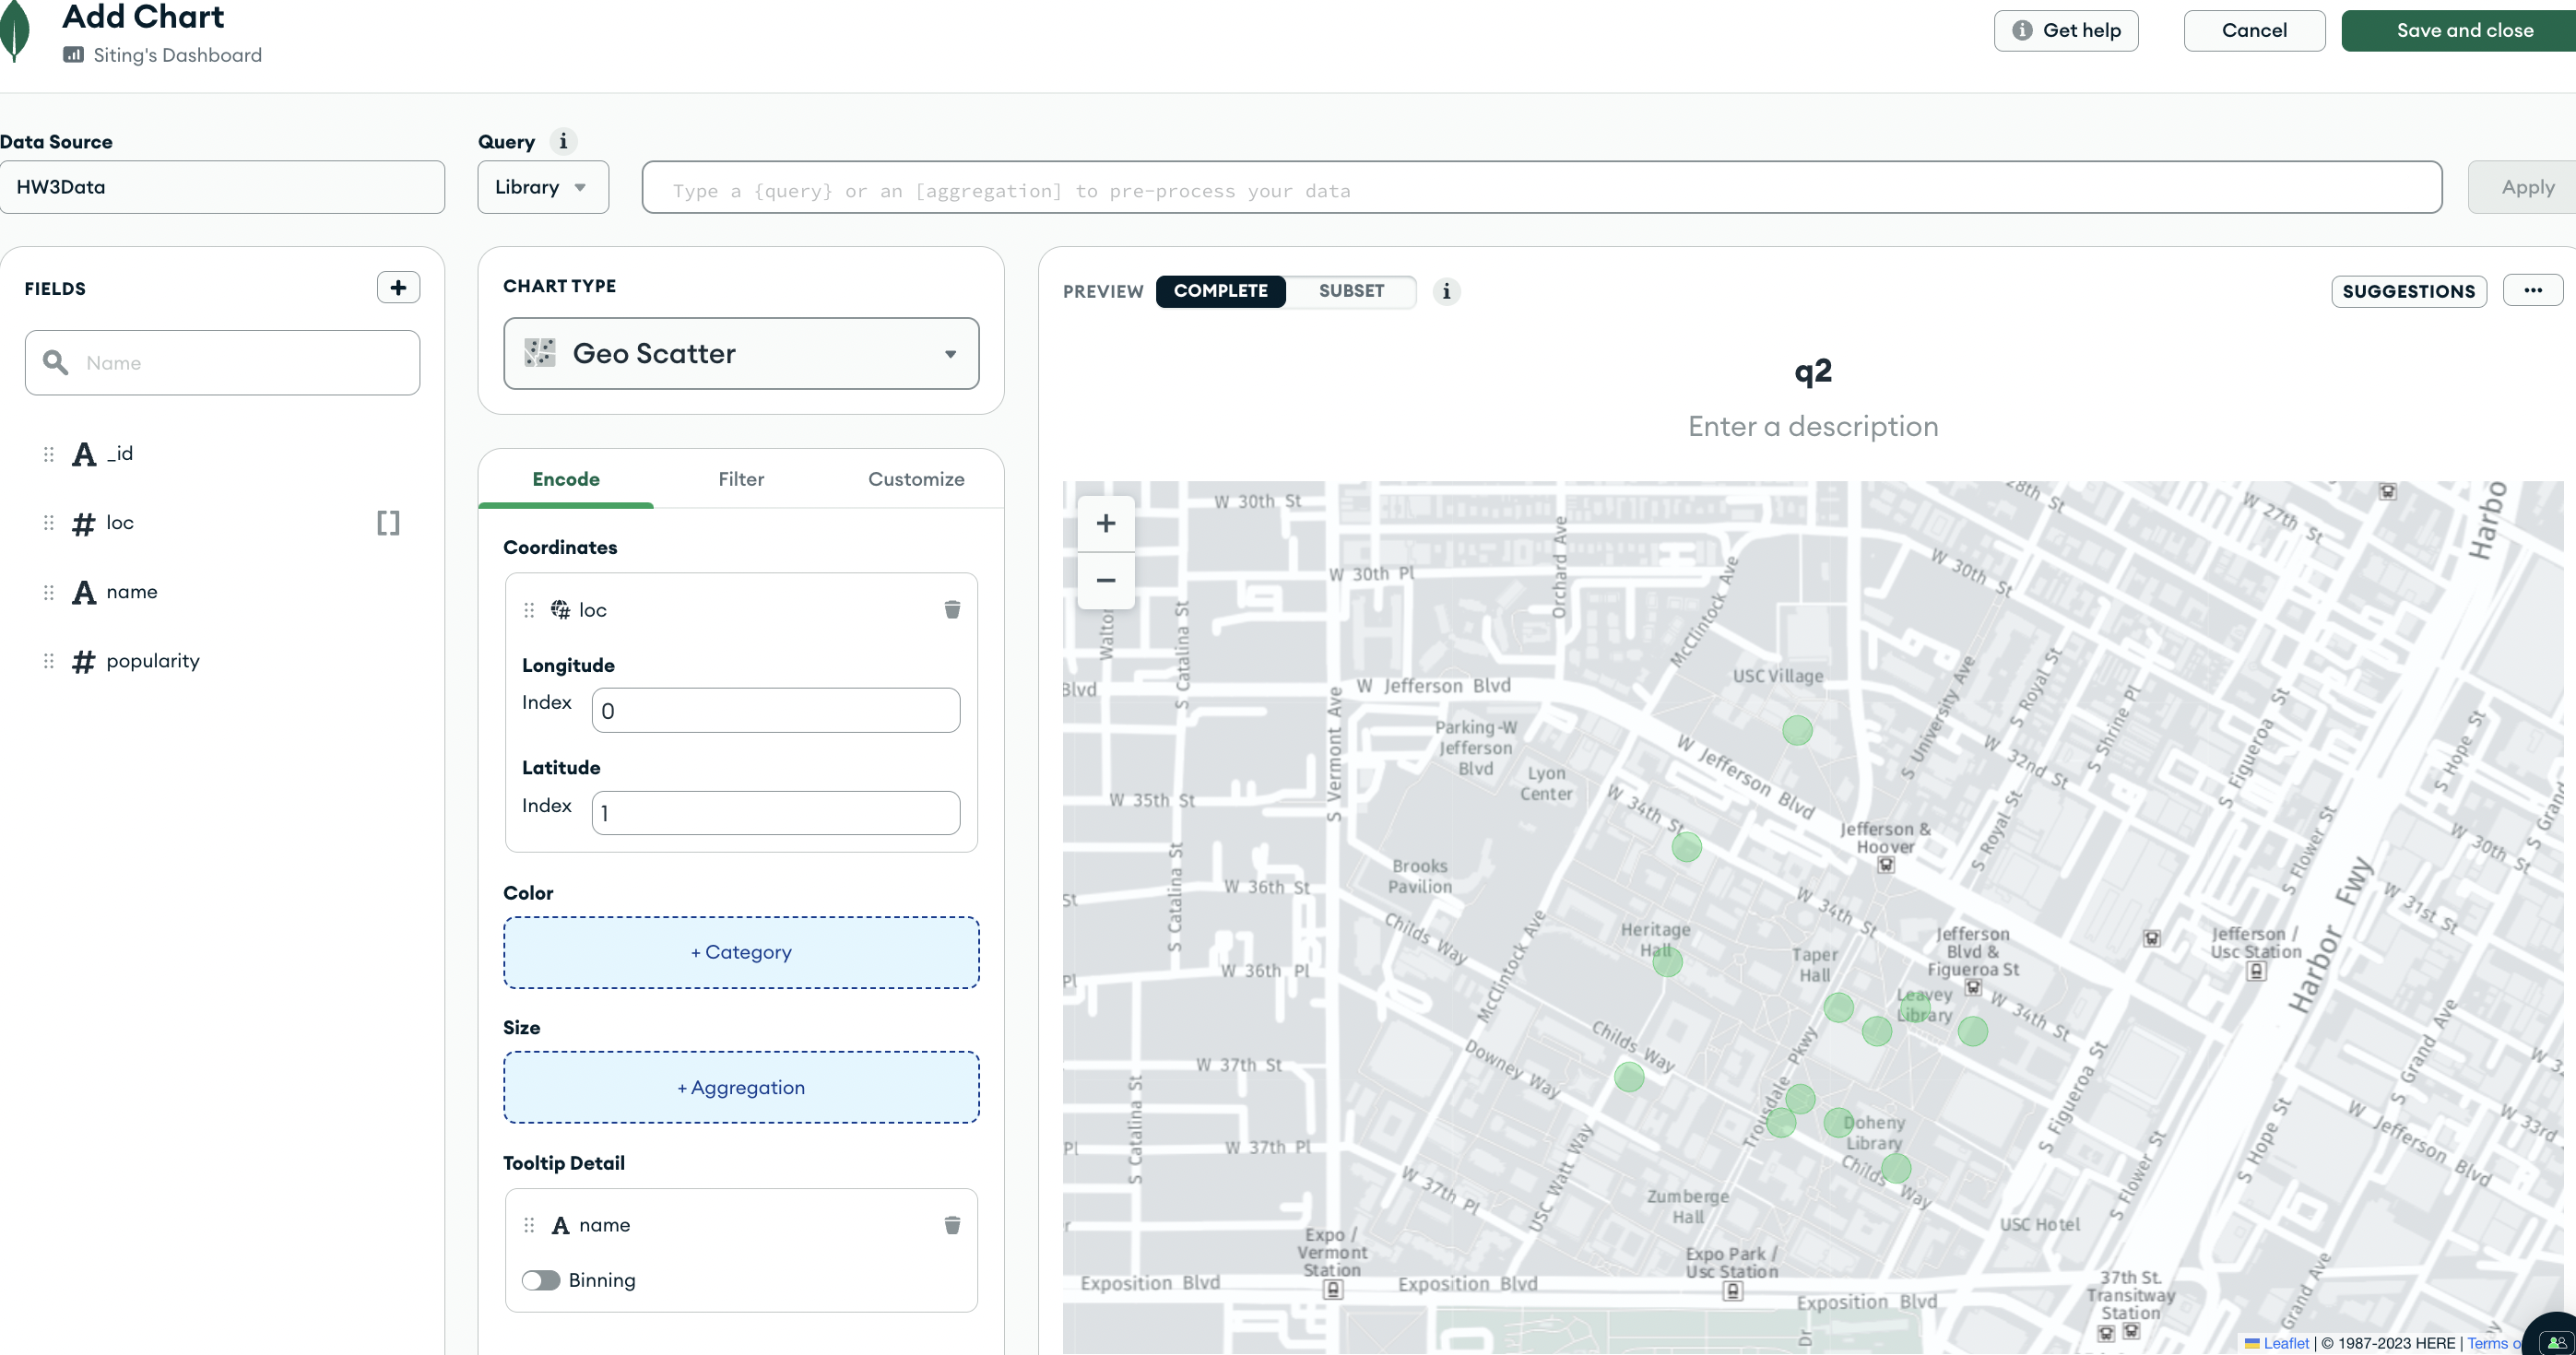 Add Chart
Siting's Dashboard
Get help
Cancel
Save and close
Data Source
HW3Data
Query
Library
Type a {query} or an [aggregation] to pre-process your data
Apply
FIELDS
Name
_id
loc
name
popularity
CHART TYPE
Geo Scatter
Encode
Filter
Customize
Coordinates
loc
Longitude
Index
0
Latitude
Index
1
Color
+ Category
Size
+ Aggregation
Tooltip Detail
name
Binning
PREVIEW
COMPLETE
SUBSET
SUGGESTIONS
q2
Enter a description
+
−
W 30th St
28th St
W 27th St
Harbo
W 30th Pl
Orchard Ave
McClintock Ave
W 30th St
Walton
S Catalina St
Blvd
W Jefferson Blvd
USC Village
S Vermont Ave
Parking-W
Jefferson
Blvd
Lyon
Center
W Jefferson Blvd
S University Ave
S Royal St
S Shrine Pl
S Figueroa St
S Hope St
W 32nd St
S Grand
W 35th St
W 34th St
Jefferson &
Hoover
S Royal St
S Flower St
W 30th St
Brooks
Pavilion
W 36th St
St
S Catalina St
Childs Way
McClintock Ave
Heritage
Hall
W 34th St
Taper
Hall
Jefferson
Blvd &
Figueroa St
Jefferson /
Usc Station
Harbor Fwy
W 31st St
W 36th Pl
Pl
Leavey
Library
W 34th St
Childs Way
Downey Way
Trousdale Pkwy
S Figueroa St
S Grand Ave
W 37th St
S Catalina St
W 37th Pl
Pl
Doheny
Library
Childs Way
S Hope St
W Jefferson Blvd
W 33rd
W 37th Pl
USC Watt Way
Zumberge
Hall
USC Hotel
S Flower St
Expo /
Vermont
Station
Expo Park /
Usc Station
Exposition Blvd
Exposition Blvd
Exposition Blvd
37th St.
Transitway
Station
Grand Ave
Dr
Leaflet | © 1987-2023 HERE | Terms o